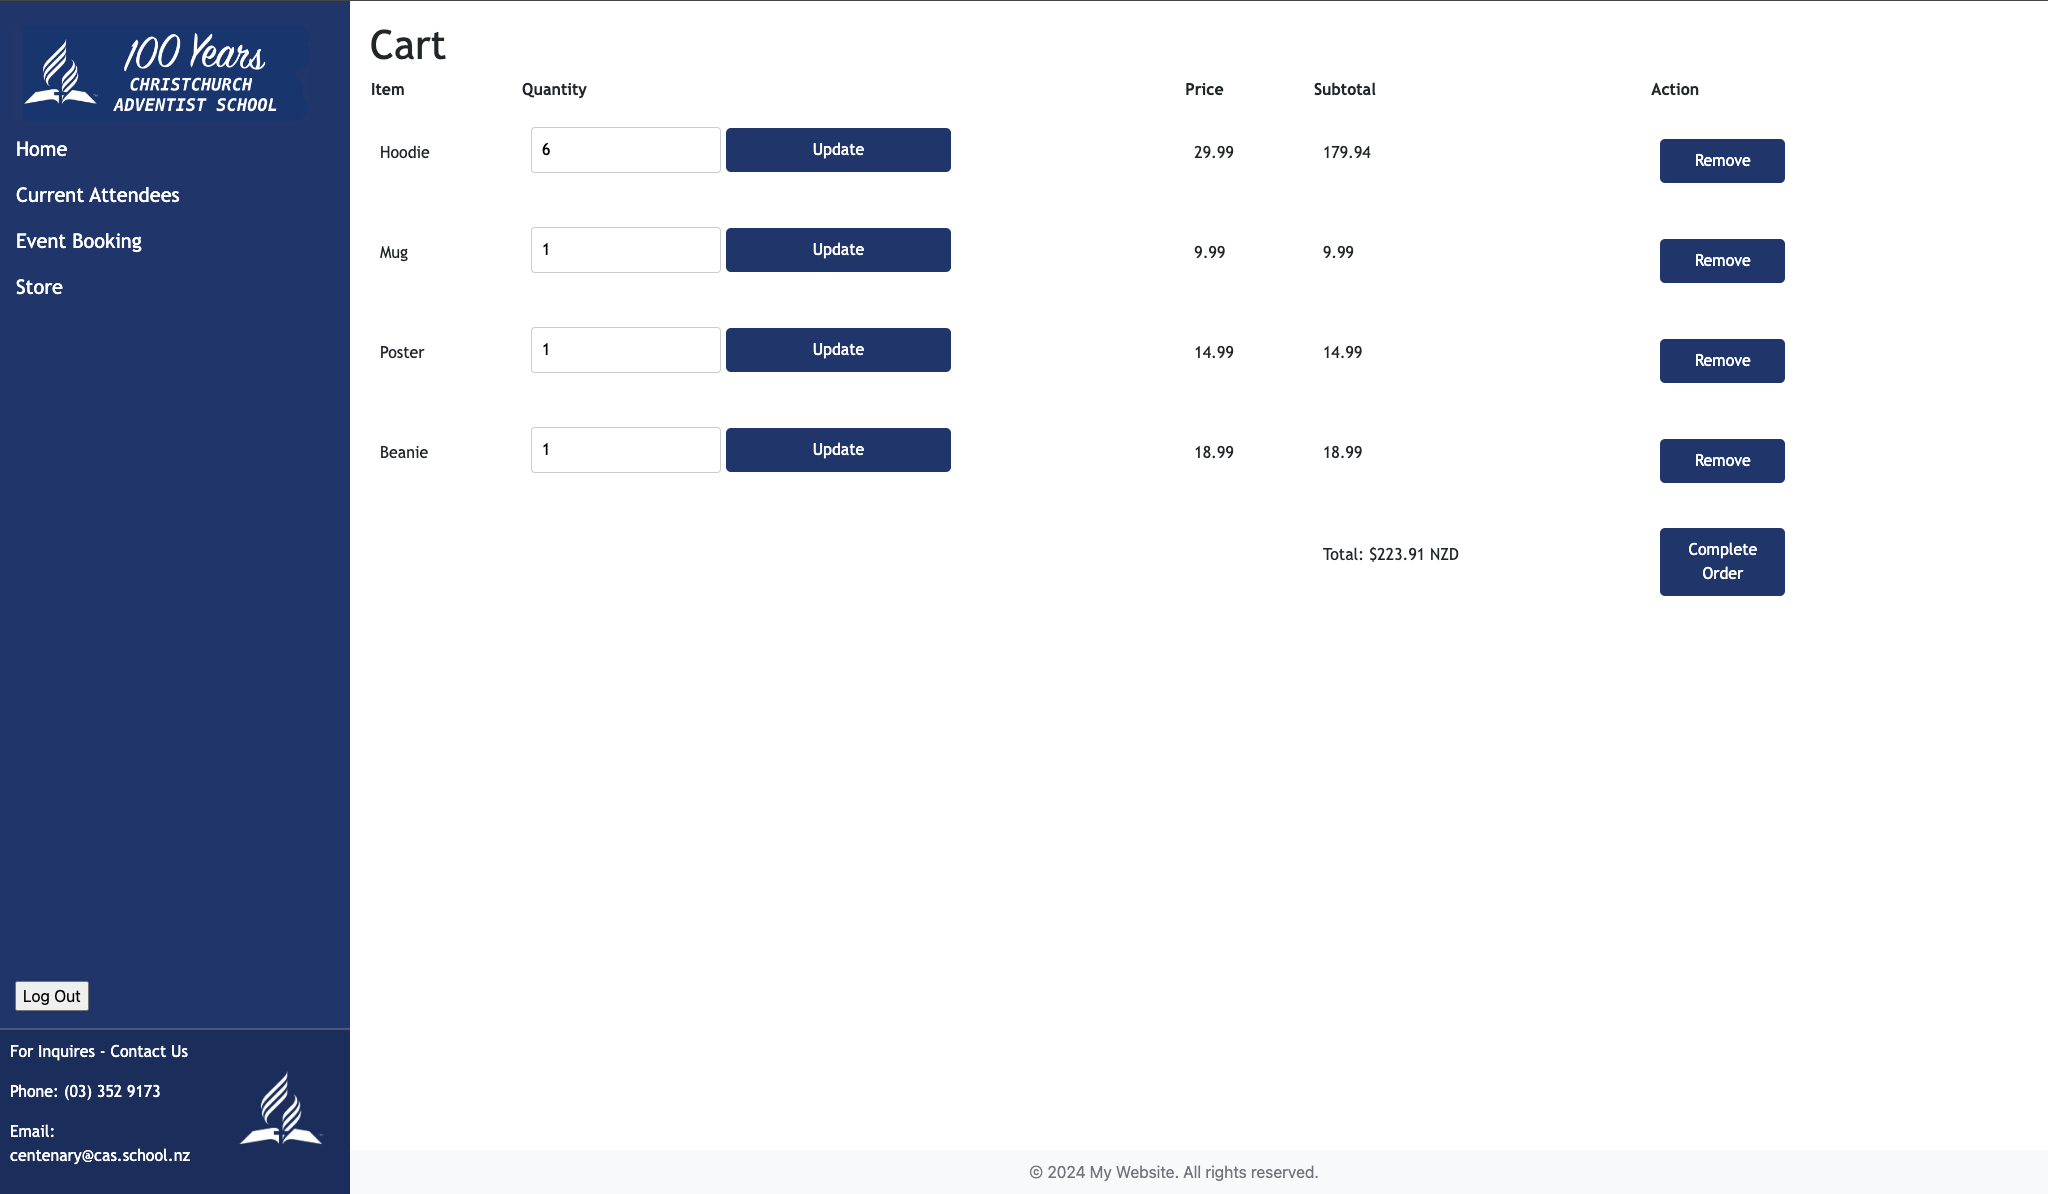 100 Years
CHRISTCHURCH
ADVENTIST SCHOOL
Home
Current Attendees
Event Booking
Store
Log Out
For Inquires - Contact Us
Phone: (03) 352 9173
Email:
centenary@cas.school.nz
Cart
Item Quantity Price Subtotal Action
Hoodie 6 Update 29.99 179.94 Remove
Mug 1 Update 9.99 9.99 Remove
Poster 1 Update 14.99 14.99 Remove
Beanie 1 Update 18.99 18.99 Remove
Total: $223.91 NZD Complete
Order
© 2024 My Website. All rights reserved.